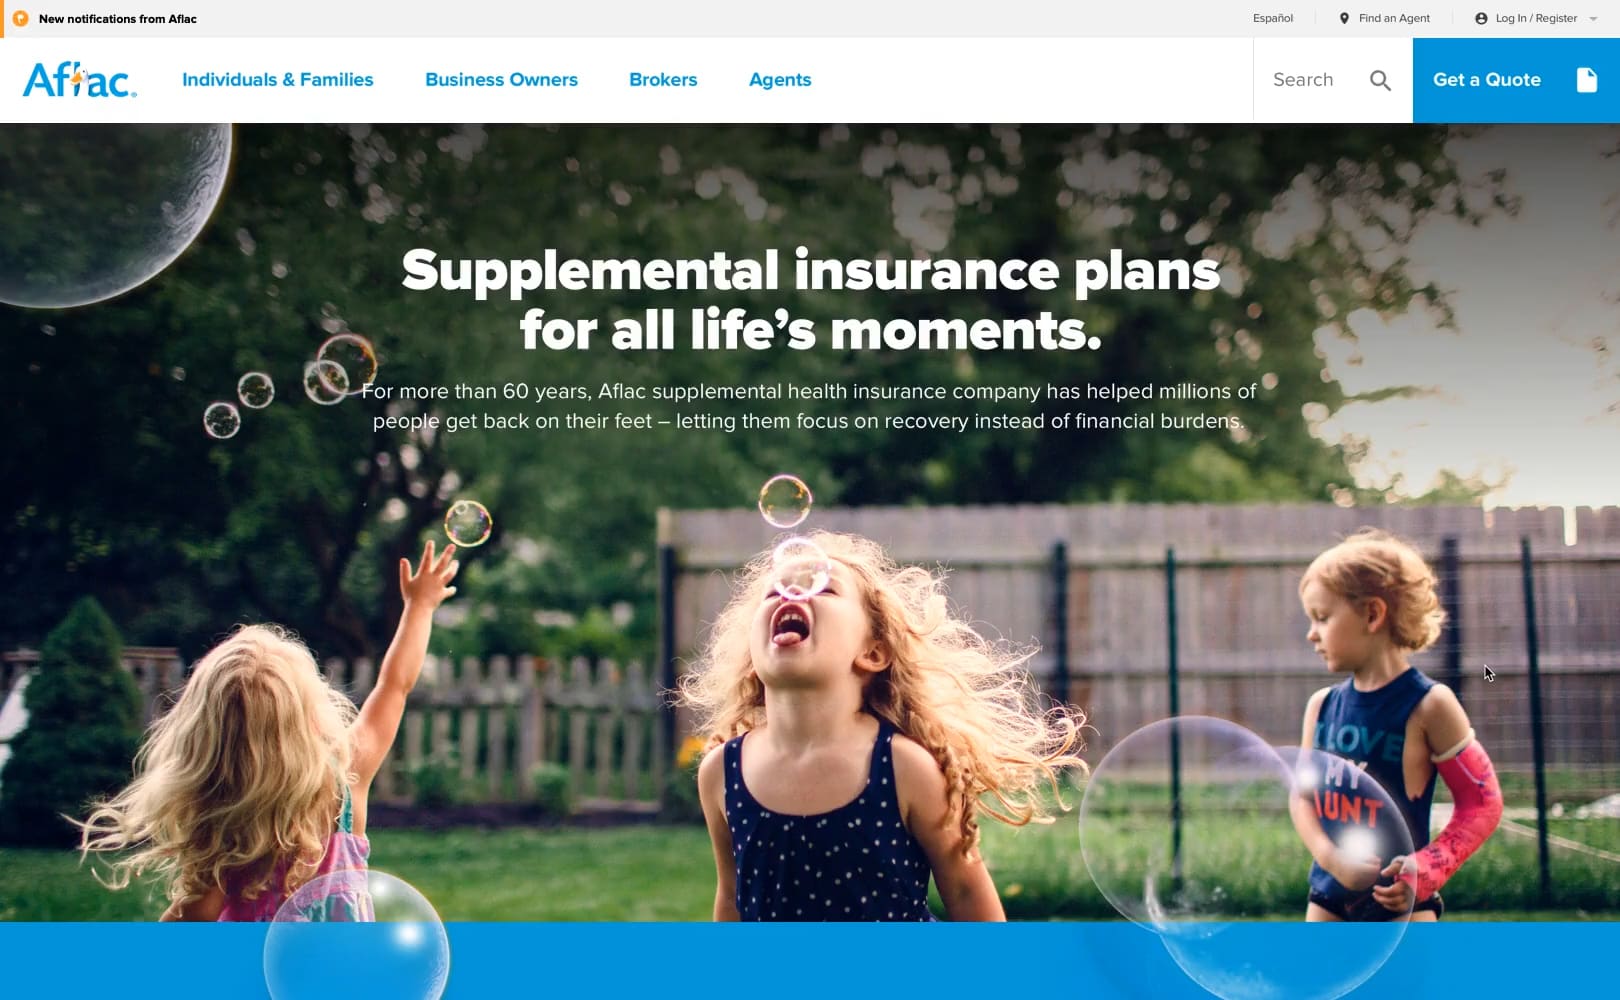 New notifications from Aflac
Español
Find an Agent
Log In / Register
Aflac
Individuals & Families
Business Owners
Brokers
Agents
Search
Get a Quote
Supplemental insurance plans
for all life’s moments.
For more than 60 years, Aflac supplemental health insurance company has helped millions of
people get back on their feet – letting them focus on recovery instead of financial burdens.
I LOVE
MY
AUNT